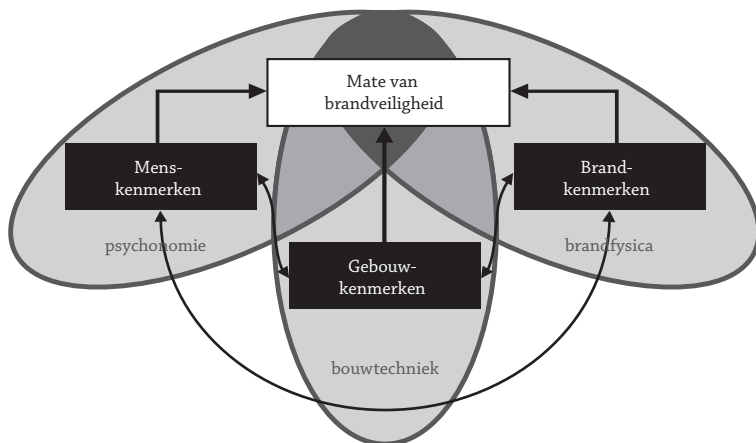 Mate van
brandveiligheid
Mens-
kenmerken
Brand-
kenmerken
psychonomie
brandfysica
Gebouw-
kenmerken
bouwtechniek